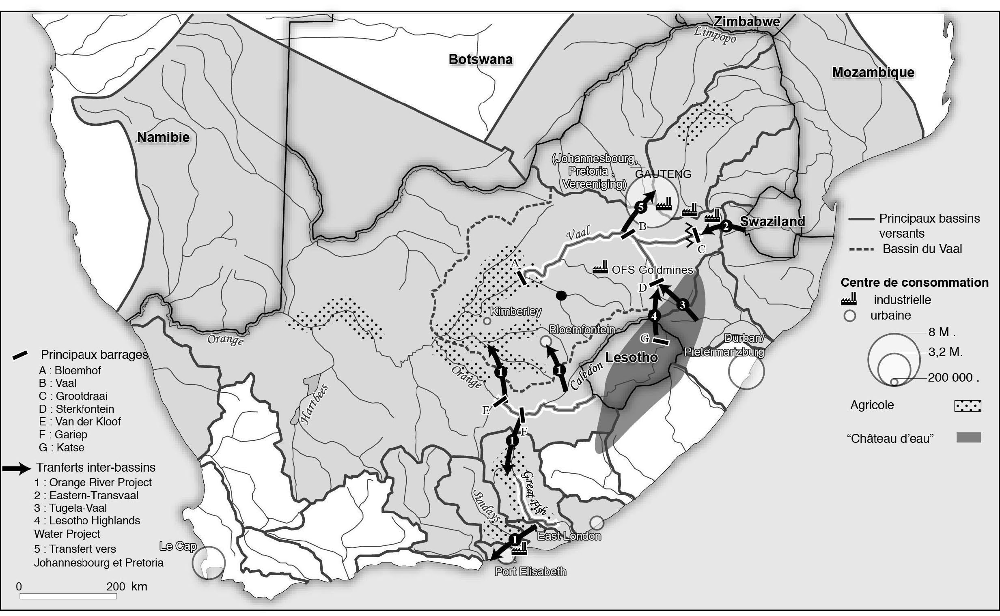 Zimbabwe
Limpopo
Botswana
Mozambique
Namibie
(Johannesbourg,
Pretoria ,
Vereeniging)
GAUTENG
5
B
2
Swaziland
Vaal
C
A
OFS Goldmines
D
3
4
Kimberley
Bloemfontein
G
Lesotho
Durban/
Pietermarizburg
Orange
Orange
1
1
Caledon
Hartbees
E
F
1
Great Fish
Sundays
1
East London
Le Cap
Port Elisabeth
Principaux bassins
versants
Bassin du Vaal
Centre de consommation
industrielle
urbaine
8 M .
3,2 M.
200 000 .
Agricole
“Château d’eau”
Principaux barrages
A : Bloemhof
B : Vaal
C : Grootdraai
D : Sterkfontein
E : Van der Kloof
F : Gariep
G : Katse
Tranferts inter-bassins
1 : Orange River Project
2 : Eastern-Transvaal
3 : Tugela-Vaal
4 : Lesotho Highlands
Water Project
5 : Transfert vers
Johannesbourg et Pretoria
0 200 km